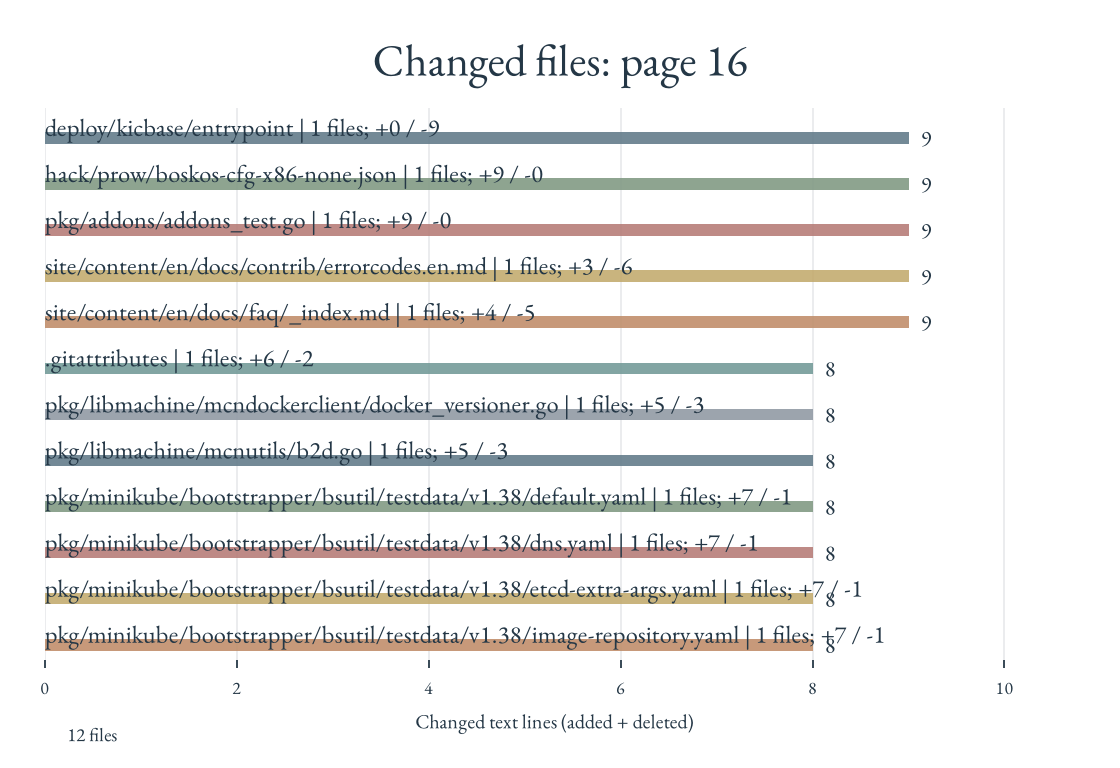 Changed files: page 16
deploy/kicbase/entrypoint | 1 files; +0 / -9
9
hack/prow/boskos-cfg-x86-none.json | 1 files; +9 / -0
9
pkg/addons/addons_test.go | 1 files; +9 / -0
9
site/content/en/docs/contrib/errorcodes.en.md | 1 files; +3 / -6
9
site/content/en/docs/faq/_index.md | 1 files; +4 / -5
9
.gitattributes | 1 files; +6 / -2
8
pkg/libmachine/mcndockerclient/docker_versioner.go | 1 files; +5 / -3
8
pkg/libmachine/mcnutils/b2d.go | 1 files; +5 / -3
8
pkg/minikube/bootstrapper/bsutil/testdata/v1.38/default.yaml | 1 files; +7 / -1
8
pkg/minikube/bootstrapper/bsutil/testdata/v1.38/dns.yaml | 1 files; +7 / -1
8
pkg/minikube/bootstrapper/bsutil/testdata/v1.38/etcd-extra-args.yaml | 1 files; +7 / -1
8
pkg/minikube/bootstrapper/bsutil/testdata/v1.38/image-repository.yaml | 1 files; +7 / -1
8
0 2 4 6 8 10
Changed text lines (added + deleted)
12 files